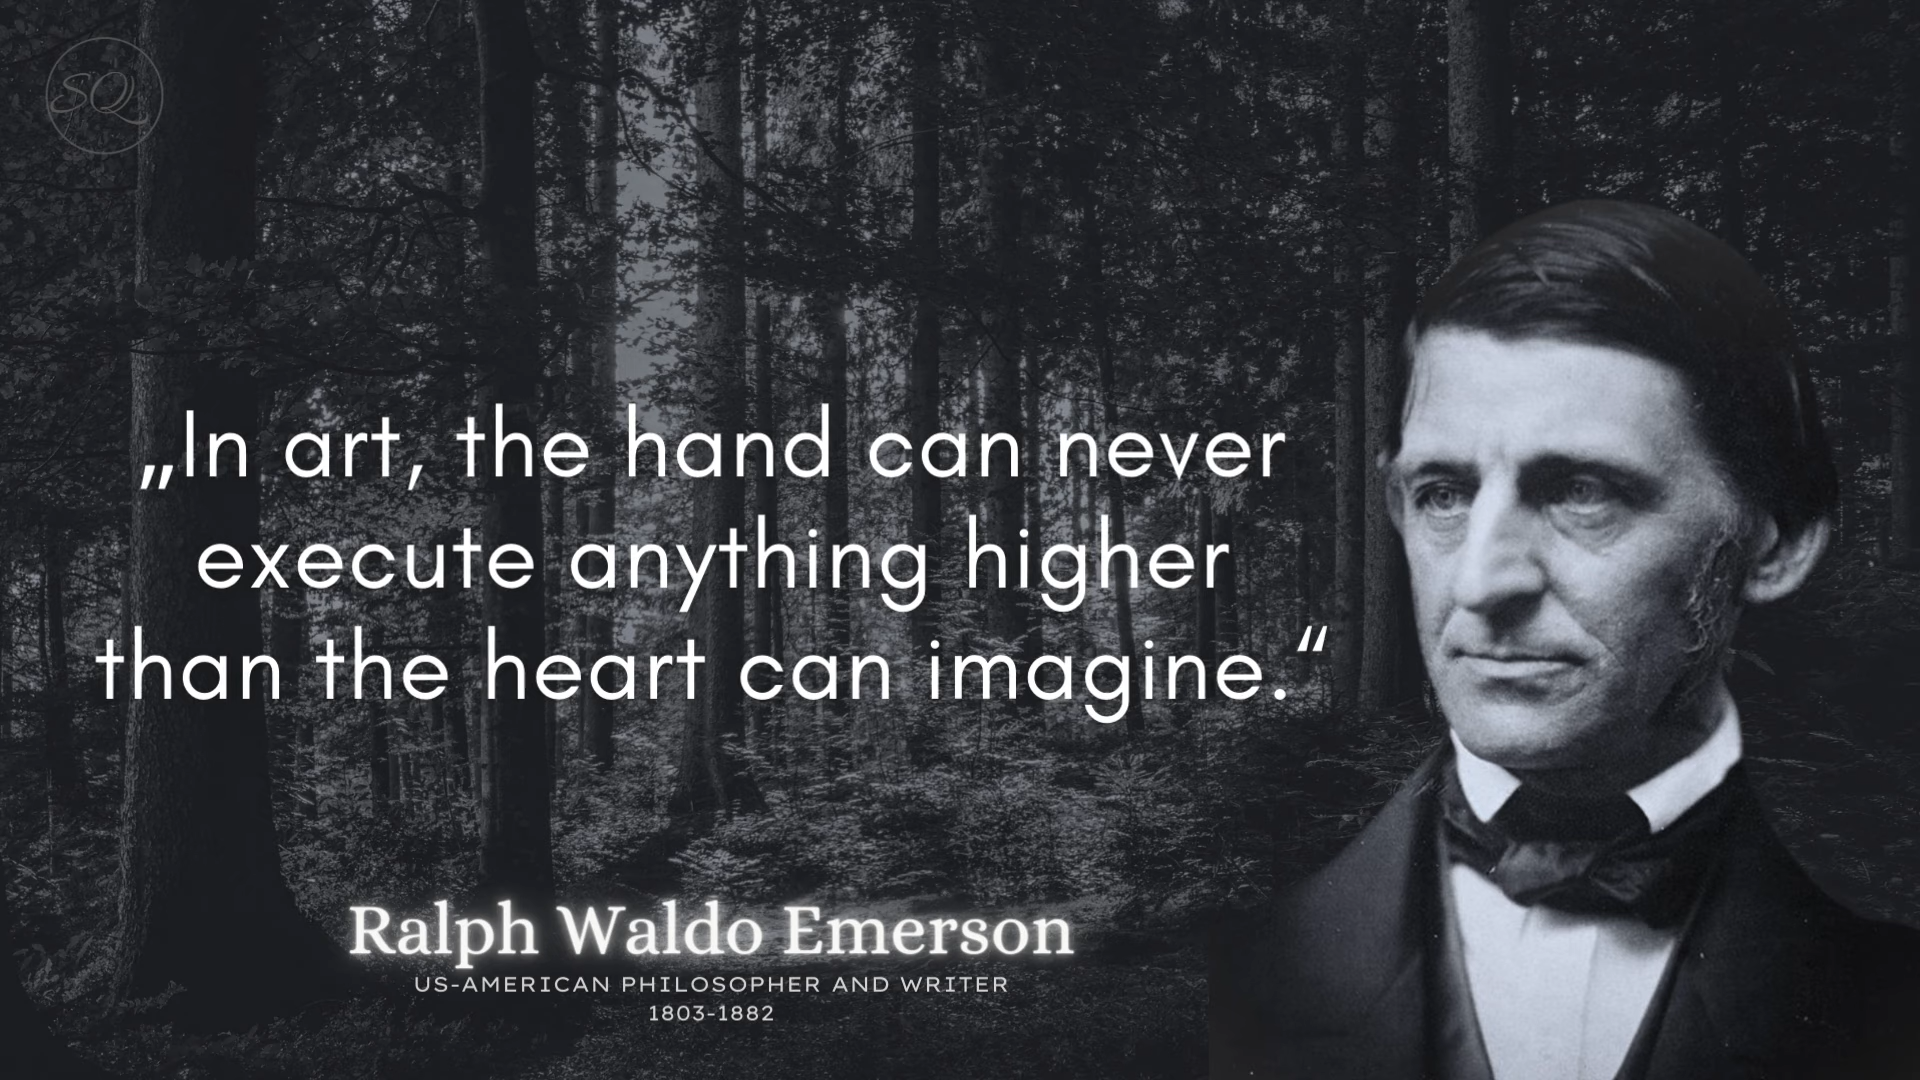 SQ
„In art, the hand can never
execute anything higher
than the heart can imagine.“
Ralph Waldo Emerson
US-AMERICAN PHILOSOPHER AND WRITER
1803-1882